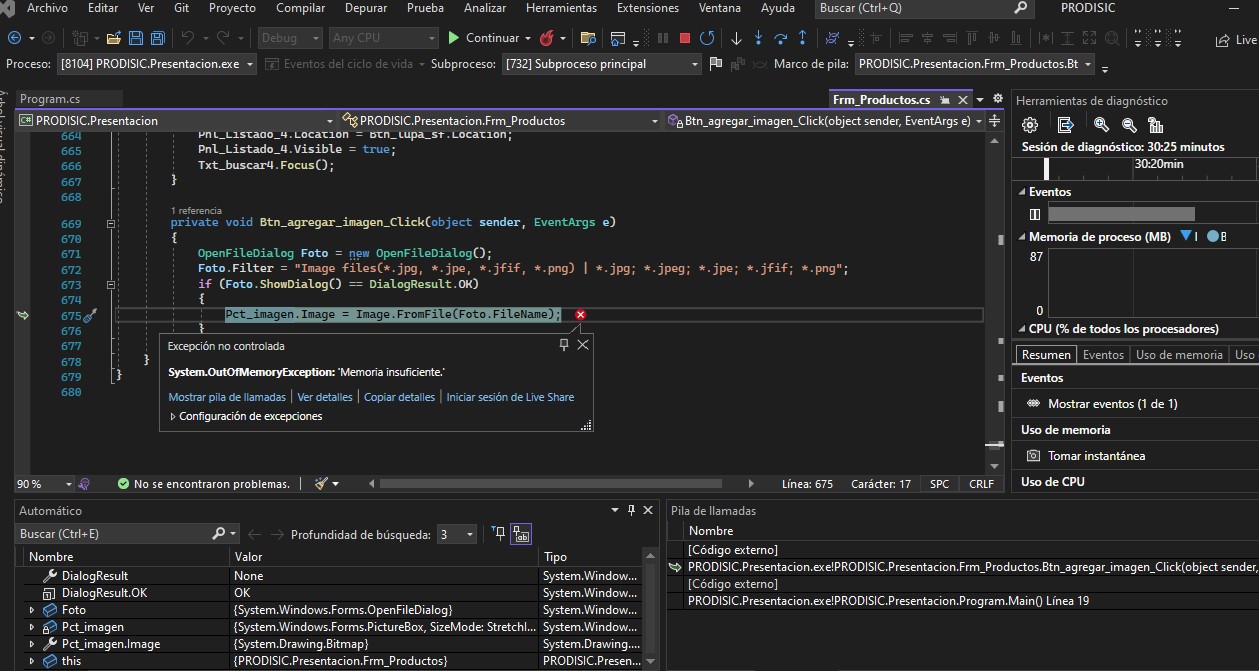 Archivo Editar Ver Git Proyecto Compilar Depurar Prueba Analizar Herramientas Extensiones Ventana Ayuda Buscar (Ctrl+Q) PRODISIC
Debug Any CPU Continuar Live
Proceso: [8104] PRODISIC.Presentacion.exe Eventos del ciclo de vida Subproceso: [732] Subproceso principal Marco de pila: PRODISIC.Presentacion.Frm_Productos.Bt
Program.cs Frm_Productos.cs
PRODISIC.Presentacion PRODISIC.Presentacion.Frm_Productos Btn_agregar_imagen_Click(object sender, EventArgs e)
664 Pnl_Listado_4.Location = Btn_lupa_sf.Location;
665 Pnl_Listado_4.Visible = true;
666 Txt_buscar4.Focus();
667 }
668
1 referencia
669 private void Btn_agregar_imagen_Click(object sender, EventArgs e)
670 {
671 OpenFileDialog Foto = new OpenFileDialog();
672 Foto.Filter = "Image files(*.jpg, *.jpe, *.jfif, *.png) | *.jpg; *.jpeg; *.jpe; *.jfif; *.png";
673 if (Foto.ShowDialog() == DialogResult.OK)
674 {
675 Pct_imagen.Image = Image.FromFile(Foto.FileName);
676 }
677
678 }
679 }
680
Excepción no controlada
System.OutOfMemoryException: 'Memoria insuficiente.'
Mostrar pila de llamadas | Ver detalles | Copiar detalles | Iniciar sesión de Live Share
Configuración de excepciones
90 % No se encontraron problemas. Línea: 675 Carácter: 17 SPC CRLF
Herramientas de diagnóstico
Sesión de diagnóstico: 30:25 minutos
30:20min
Eventos
Memoria de proceso (MB) I B
87
0
CPU (% de todos los procesadores)
Resumen Eventos Uso de memoria Uso
Eventos
Mostrar eventos (1 de 1)
Uso de memoria
Tomar instantánea
Uso de CPU
Automático
Buscar (Ctrl+E) Profundidad de búsqueda: 3
Nombre Valor Tipo
DialogResult None System.Window...
DialogResult.OK OK System.Window...
Foto {System.Windows.Forms.OpenFileDialog} System.Window...
Pct_imagen {System.Windows.Forms.PictureBox, SizeMode: StretchI... System.Window...
Pct_imagen.Image {System.Drawing.Bitmap} System.Drawing....
this {PRODISIC.Presentacion.Frm_Productos} PRODISIC.Presen...
Pila de llamadas
Nombre
[Código externo]
PRODISIC.Presentacion.exe!PRODISIC.Presentacion.Frm_Productos.Btn_agregar_imagen_Click(object sender,
[Código externo]
PRODISIC.Presentacion.exe!PRODISIC.Presentacion.Program.Main() Línea 19